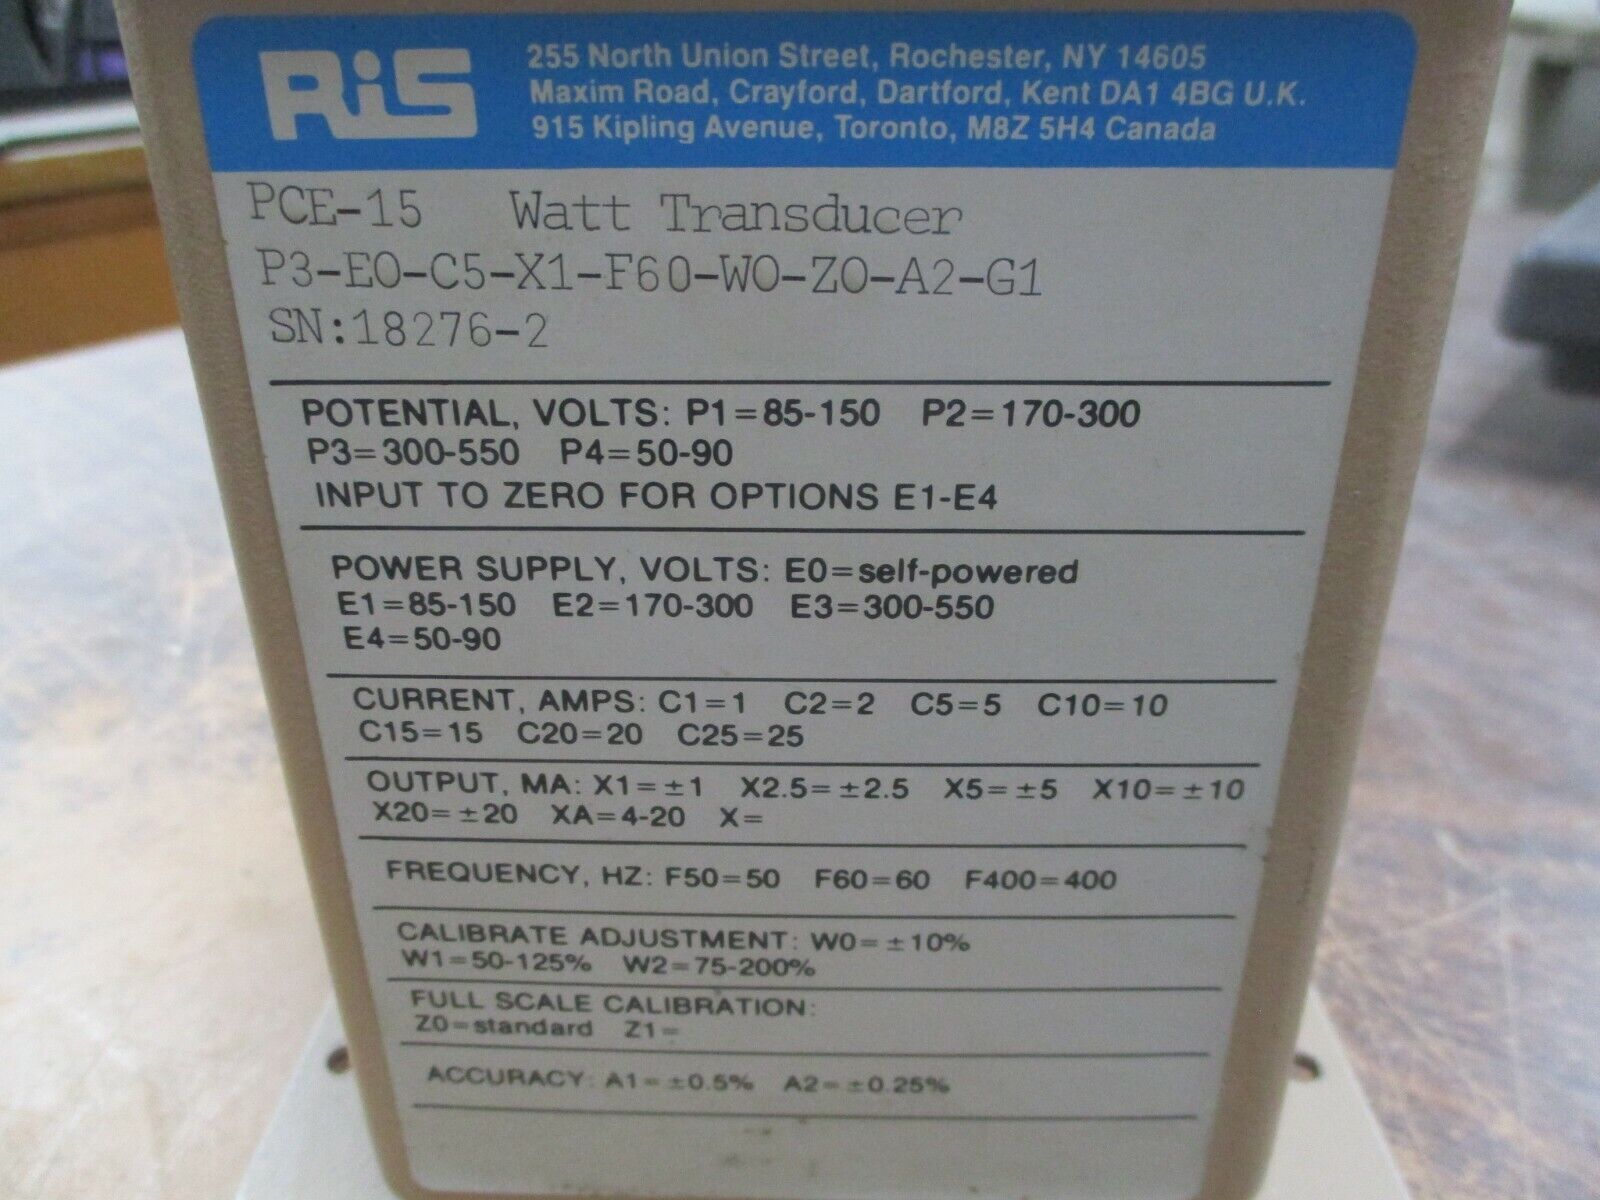 RiS
255 North Union Street, Rochester, NY 14605
Maxim Road, Crayford, Dartford, Kent DA1 4BG U.K.
915 Kipling Avenue, Toronto, M8Z 5H4 Canada
PCE-15 Watt Transducer
P3-E0-C5-X1-F60-W0-Z0-A2-G1
SN:18276-2
POTENTIAL, VOLTS: P1=85-150 P2=170-300
P3=300-550 P4=50-90
INPUT TO ZERO FOR OPTIONS E1-E4
POWER SUPPLY, VOLTS: E0=self-powered
E1=85-150 E2=170-300 E3=300-550
E4=50-90
CURRENT, AMPS: C1=1 C2=2 C5=5 C10=10
C15=15 C20=20 C25=25
OUTPUT, MA: X1=±1 X2.5=±2.5 X5=±5 X10=±10
X20=±20 XA=4-20 X=
FREQUENCY, HZ: F50=50 F60=60 F400=400
CALIBRATE ADJUSTMENT: W0=±10%
W1=50-125% W2=75-200%
FULL SCALE CALIBRATION:
Z0=standard Z1=
ACCURACY: A1=±0.5% A2=±0.25%